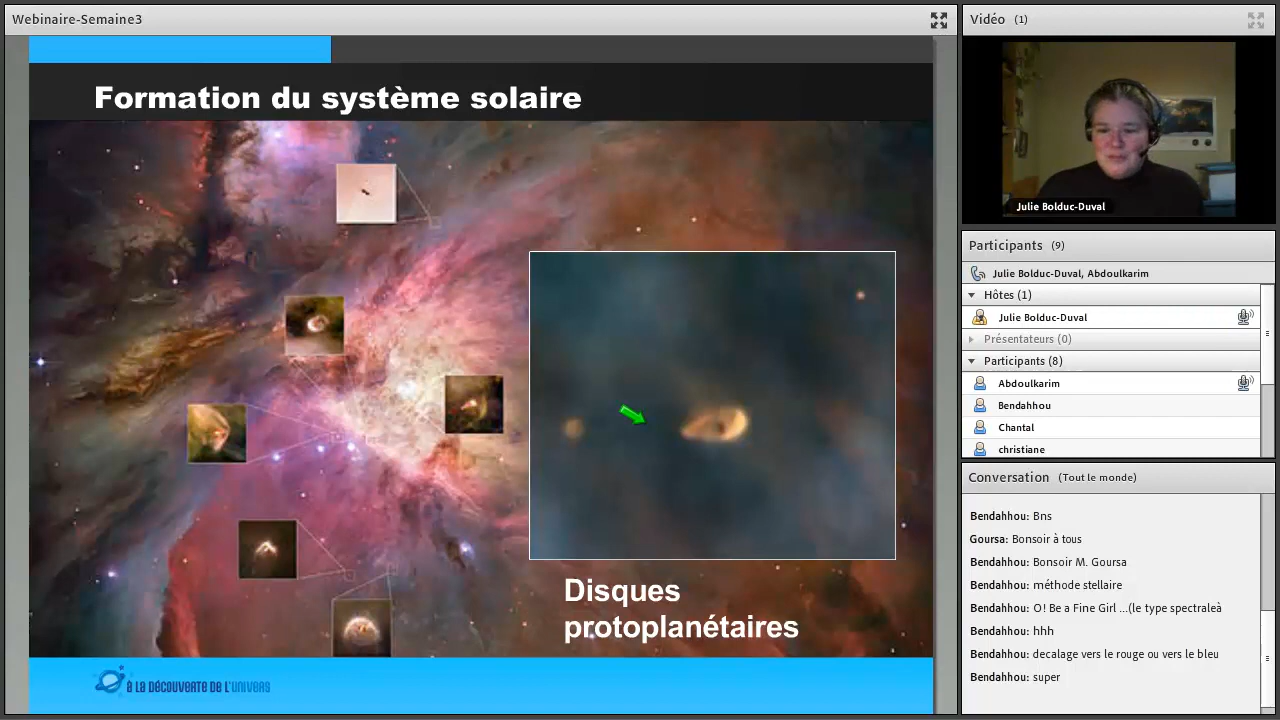 Webinaire-Semaine3
Formation du système solaire
Disques
protoplanétaires
À LA DÉCOUVERTE DE L'UNIVERS
Vidéo (1)
Julie Bolduc-Duval
Participants (9)
Julie Bolduc-Duval, Abdoulkarim
Hôtes (1)
Julie Bolduc-Duval
Présentateurs (0)
Participants (8)
Abdoulkarim
Bendahhou
Chantal
christiane
Conversation (Tout le monde)
Bendahhou: Bns
Goursa: Bonsoir à tous
Bendahhou: Bonsoir M. Goursa
Bendahhou: méthode stellaire
Bendahhou: O! Be a Fine Girl ...(le type spectraleà
Bendahhou: hhh
Bendahhou: decalage vers le rouge ou vers le bleu
Bendahhou: super